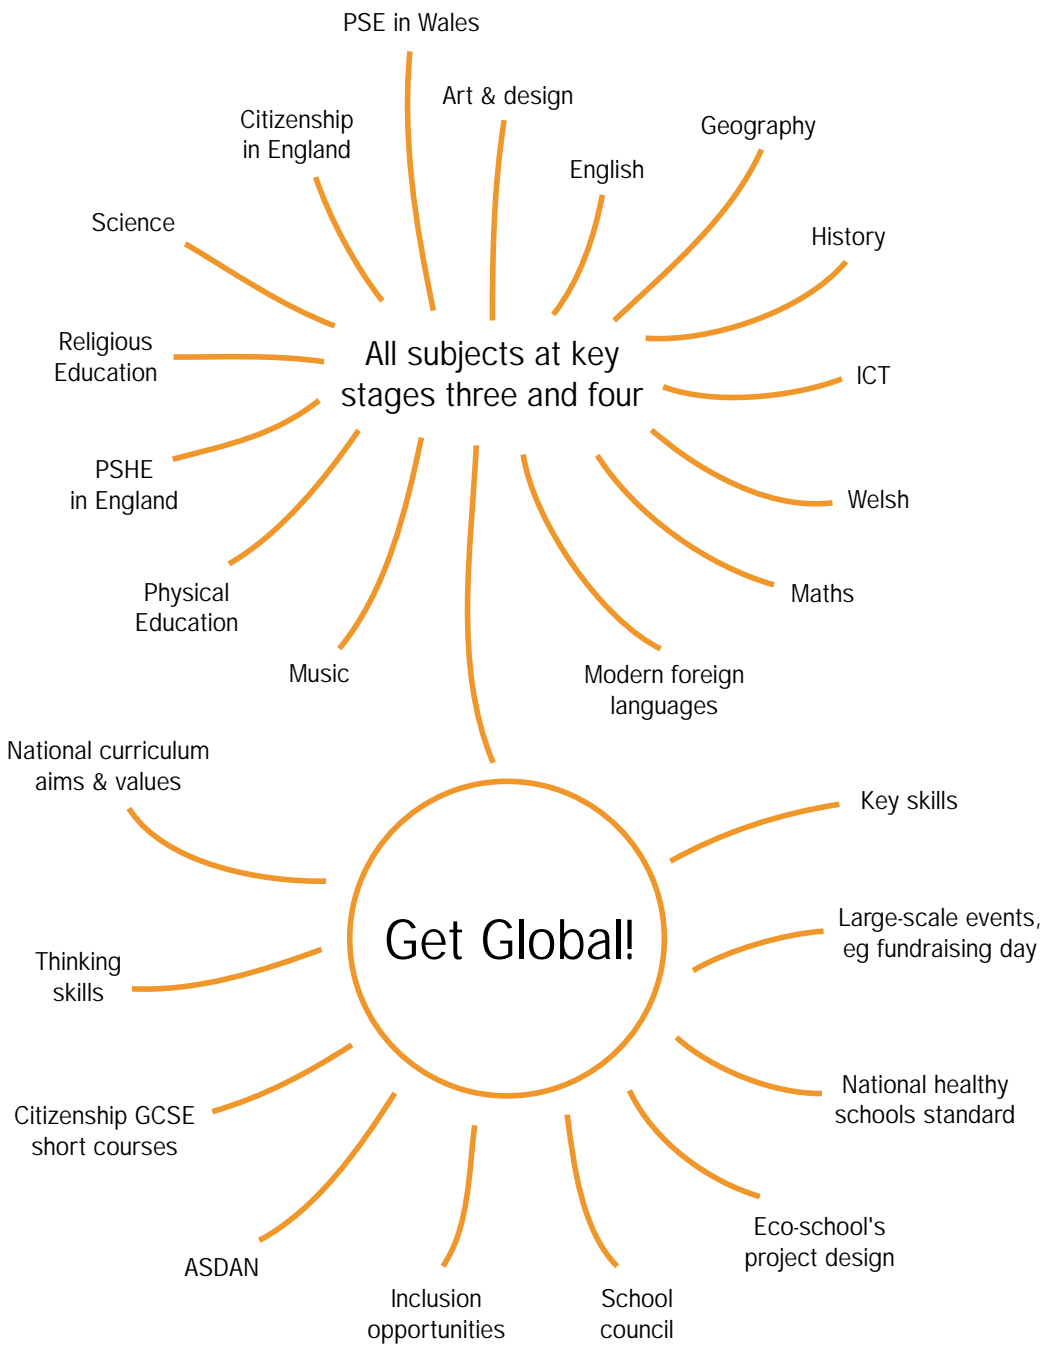 PSE in Wales
Art & design
Citizenship
in England
Geography
English
Science
History
Religious
Education
All subjects at key
stages three and four
ICT
PSHE
in England
Welsh
Physical
Education
Maths
Music
Modern foreign
languages
National curriculum
aims & values
Key skills
Get Global!
Large-scale events,
eg fundraising day
Thinking
skills
National healthy
schools standard
Citizenship GCSE
short courses
Eco-school's
project design
ASDAN
Inclusion
opportunities
School
council